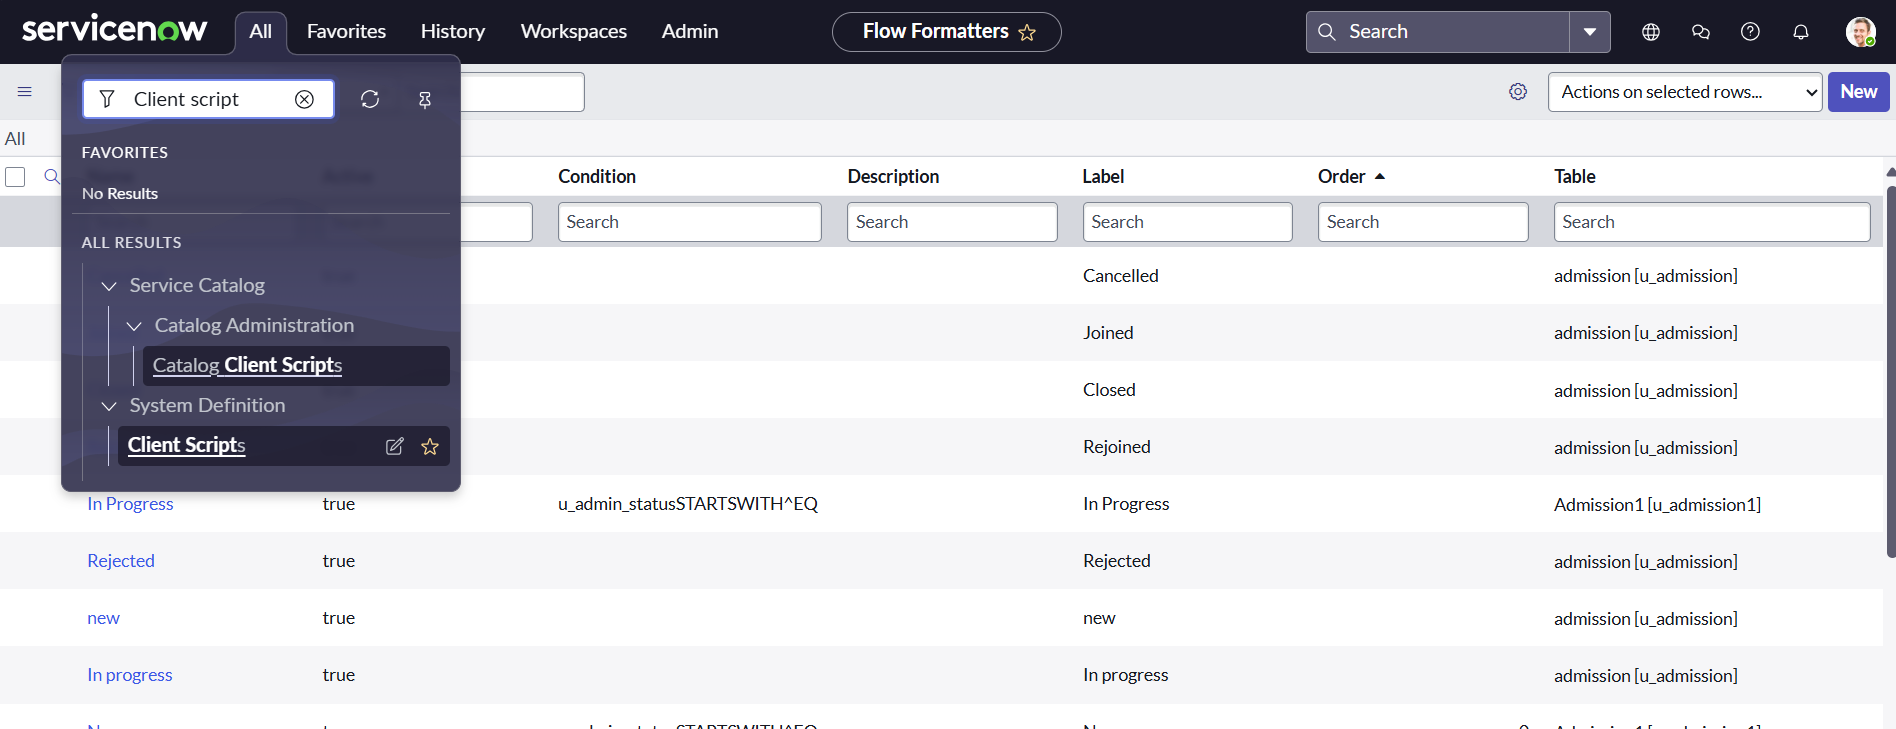 servicenow All Favorites History Workspaces Admin Flow Formatters Search
Client script
Actions on selected rows... New
All
FAVORITES
No Results
ALL RESULTS
Service Catalog
Catalog Administration
Catalog Client Scripts
System Definition
Client Scripts
Name Active Condition Description Label Order Table
Search Search Search Search Search
Cancelled admission [u_admission]
Joined admission [u_admission]
Closed admission [u_admission]
Rejoined admission [u_admission]
In Progress true u_admin_statusSTARTSWITH^EQ In Progress Admission1 [u_admission1]
Rejected true Rejected admission [u_admission]
new true new admission [u_admission]
In progress true In progress admission [u_admission]